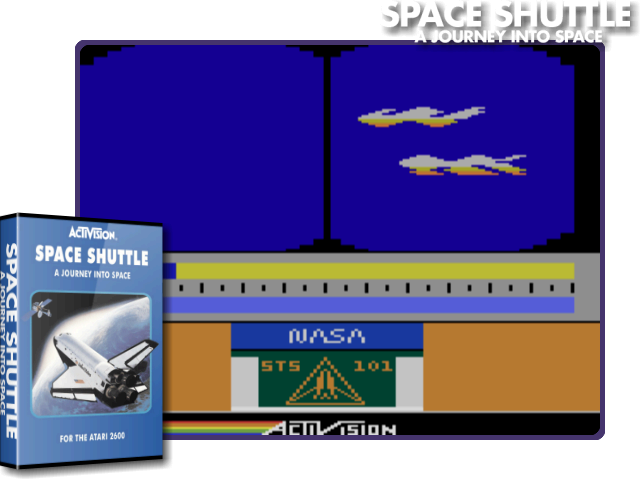 SPACE SHUTTLE
A JOURNEY INTO SPACE
NASA
STS 101
ACTIVISION
ACTIVISION
SPACE SHUTTLE
A JOURNEY INTO SPACE
FOR THE ATARI 2600
SPACE SHUTTLE
A JOURNEY INTO SPACE